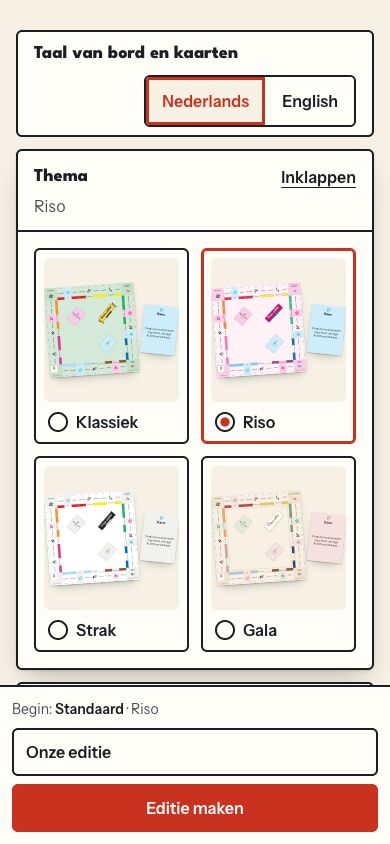 Taal van bord en kaarten
Nederlands English
Thema
Inklappen
Riso
Klassiek
Riso
Strak
Gala
Begin: Standaard · Riso
Onze editie
Editie maken